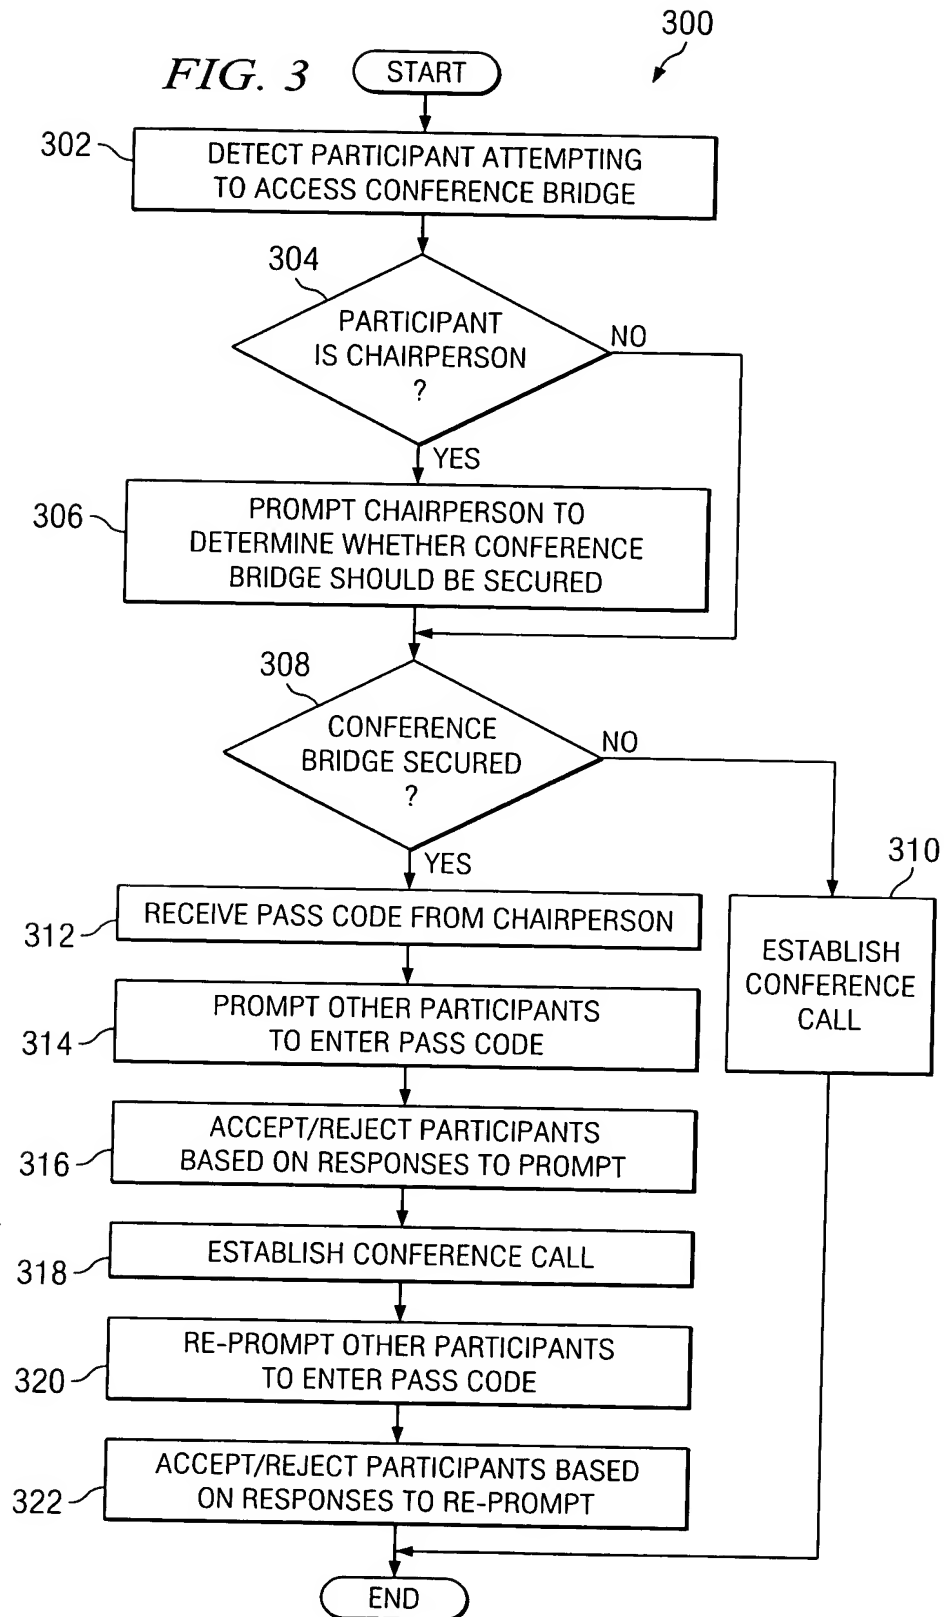 300
FIG. 3
START
302
DETECT PARTICIPANT ATTEMPTING
TO ACCESS CONFERENCE BRIDGE
304
PARTICIPANT
IS CHAIRPERSON
?
NO
YES
306
PROMPT CHAIRPERSON TO
DETERMINE WHETHER CONFERENCE
BRIDGE SHOULD BE SECURED
308
CONFERENCE
BRIDGE SECURED
?
NO
YES
310
ESTABLISH
CONFERENCE
CALL
312
RECEIVE PASS CODE FROM CHAIRPERSON
314
PROMPT OTHER PARTICIPANTS
TO ENTER PASS CODE
316
ACCEPT/REJECT PARTICIPANTS
BASED ON RESPONSES TO PROMPT
318
ESTABLISH CONFERENCE CALL
320
RE-PROMPT OTHER PARTICIPANTS
TO ENTER PASS CODE
322
ACCEPT/REJECT PARTICIPANTS BASED
ON RESPONSES TO RE-PROMPT
END